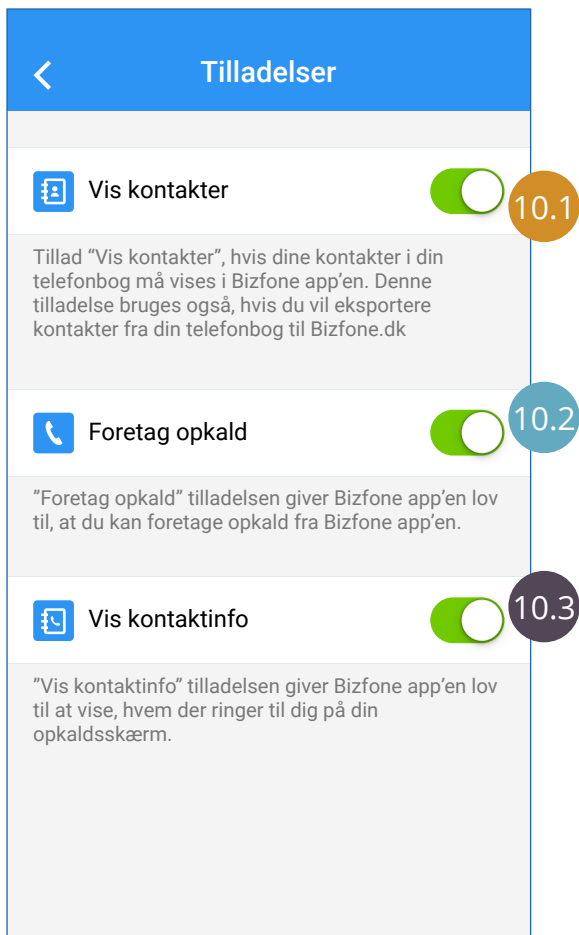 Tilladelser
Vis kontakter
10.1
Tillad “Vis kontakter”, hvis dine kontakter i din
telefonbog må vises i Bizfone app’en. Denne
tilladelse bruges også, hvis du vil eksportere
kontakter fra din telefonbog til Bizfone.dk
Foretag opkald
10.2
”Foretag opkald” tilladelsen giver Bizfone app’en lov
til, at du kan foretage opkald fra Bizfone app’en.
Vis kontaktinfo
10.3
”Vis kontaktinfo” tilladelsen giver Bizfone app’en lov
til at vise, hvem der ringer til dig på din
opkaldsskærm.